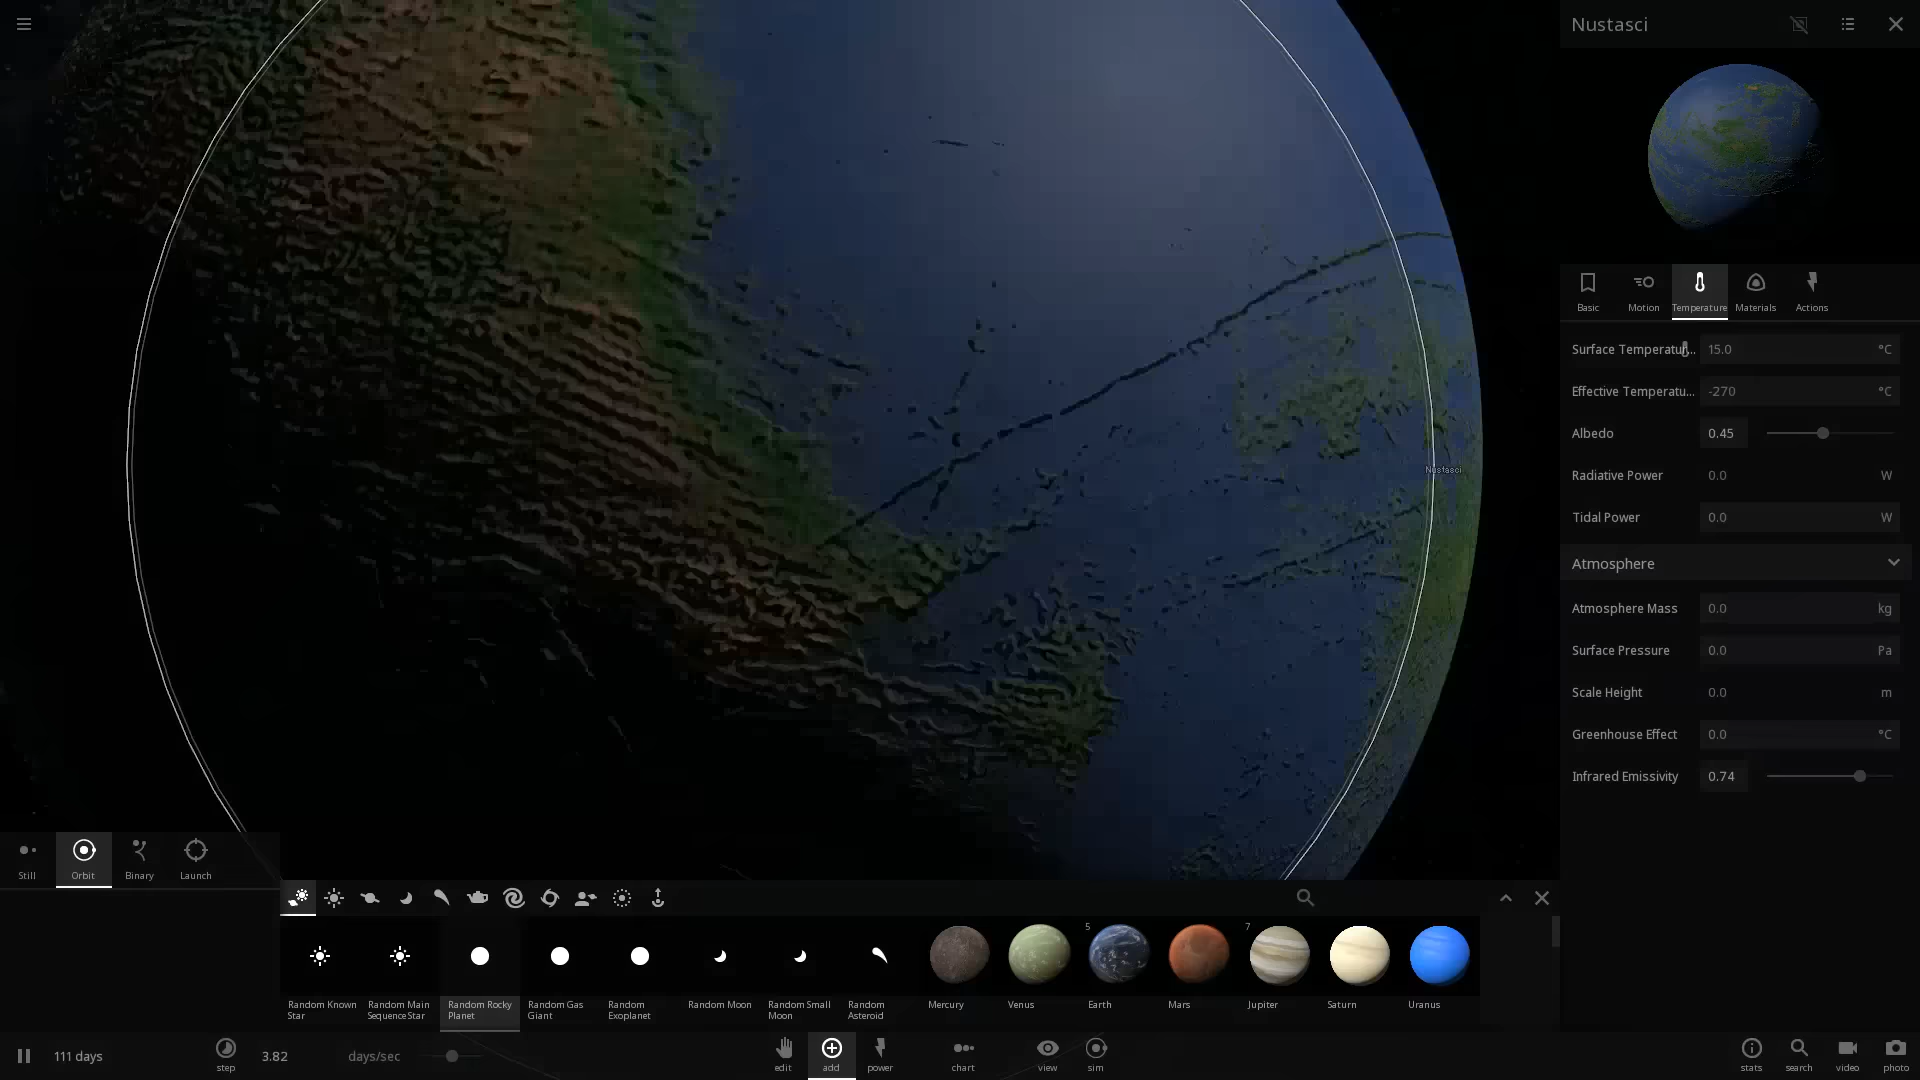 Nustasci
Basic
Motion
Temperature
Materials
Actions
Surface Temperatur... 15.0 °C
Effective Temperatu... -270 °C
Albedo 0.45
Radiative Power 0.0 W
Tidal Power 0.0 W
Atmosphere
Atmosphere Mass 0.0 kg
Surface Pressure 0.0 Pa
Scale Height 0.0 m
Greenhouse Effect 0.0 °C
Infrared Emissivity 0.74
Nustasci
Still
Orbit
Binary
Launch
5
7
Random Known
Star
Random Main
Sequence Star
Random Rocky
Planet
Random Gas
Giant
Random
Exoplanet
Random Moon
Random Small
Moon
Random
Asteroid
Mercury
Venus
Earth
Mars
Jupiter
Saturn
Uranus
111 days
step
3.82 days/sec
edit
add
power
chart
view
sim
stats
search
video
photo